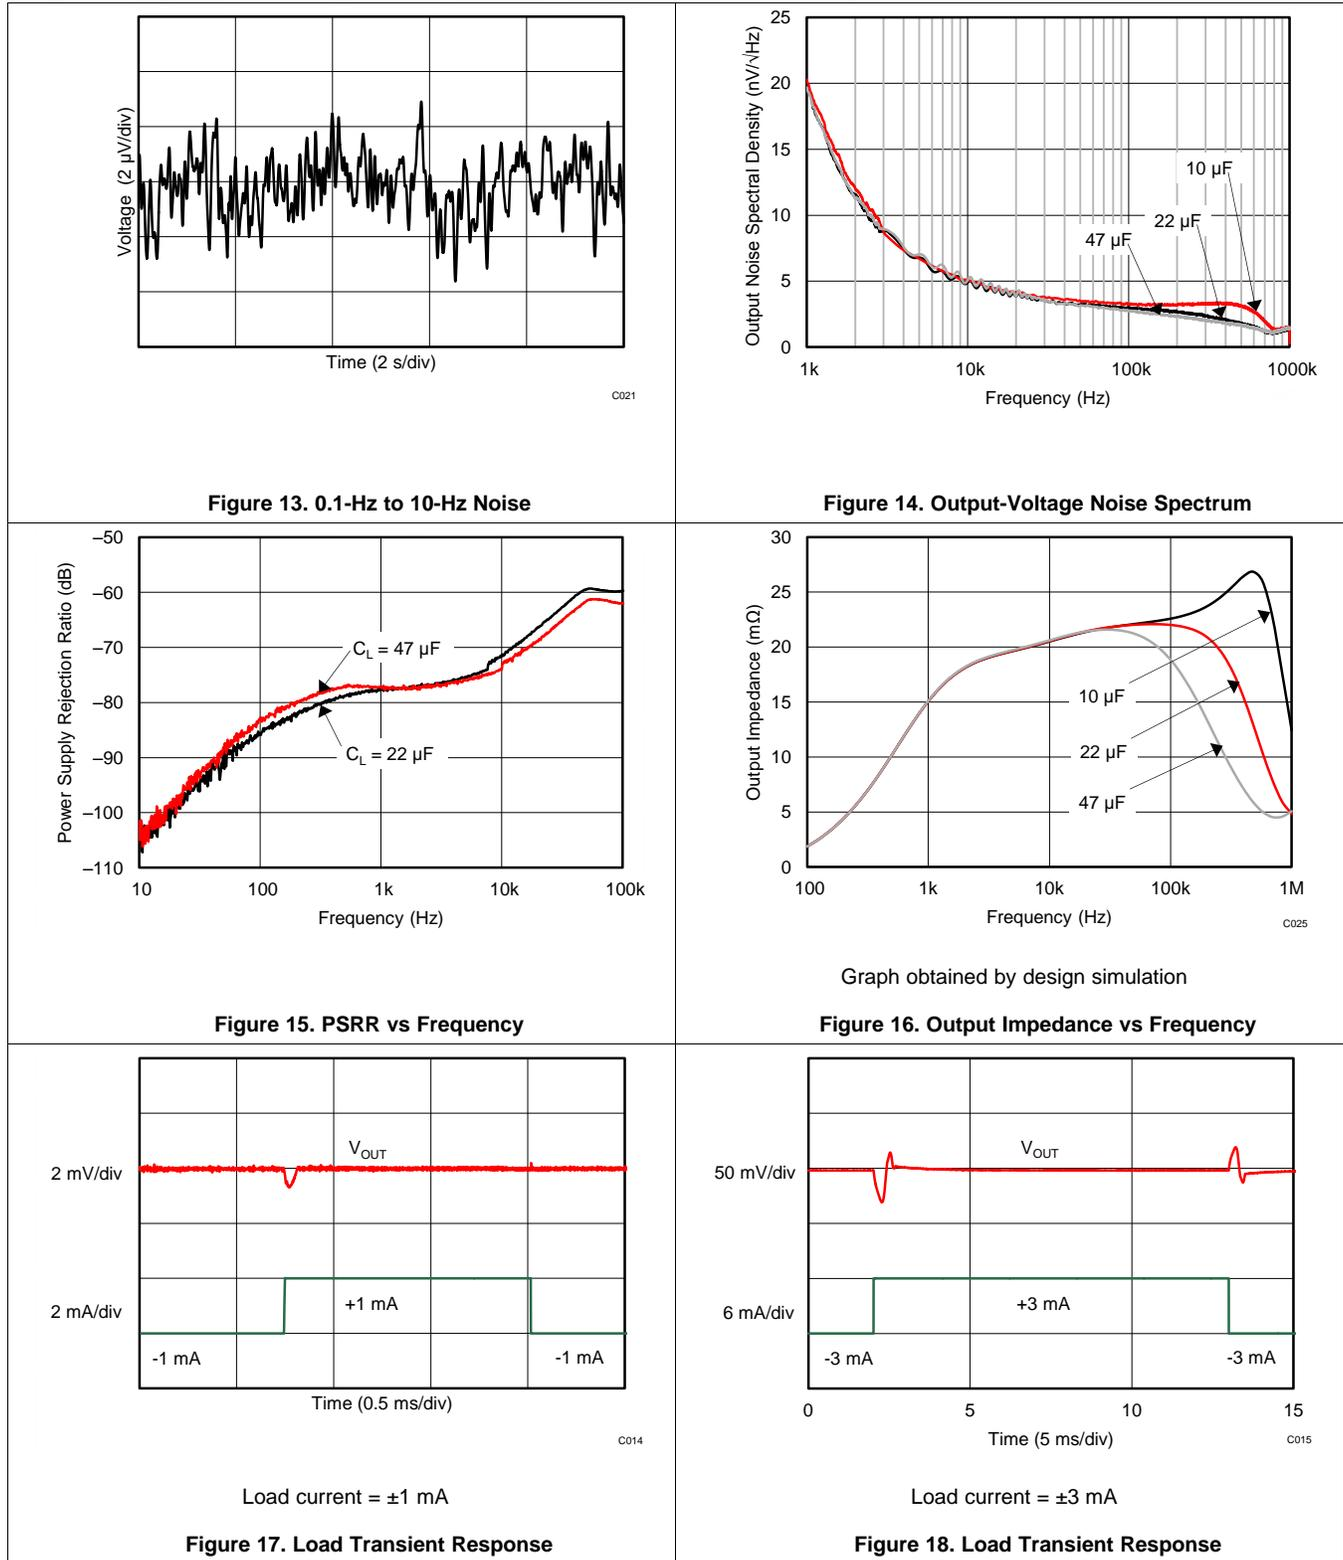 Voltage (2 µV/div)
Time (2 s/div)
C021
Figure 13. 0.1-Hz to 10-Hz Noise
Output Noise Spectral Density (nV/√Hz)
25
20
15
10
5
0
10 µF
22 µF
47 µF
1k 10k 100k 1000k
Frequency (Hz)
Figure 14. Output-Voltage Noise Spectrum
Power Supply Rejection Ratio (dB)
–50
–60
–70
–80
–90
–100
–110
CL = 47 µF
CL = 22 µF
10 100 1k 10k 100k
Frequency (Hz)
Figure 15. PSRR vs Frequency
Output Impedance (mΩ)
30
25
20
15
10
5
0
10 µF
22 µF
47 µF
100 1k 10k 100k 1M
Frequency (Hz)
C025
Graph obtained by design simulation
Figure 16. Output Impedance vs Frequency
2 mV/div
VOUT
2 mA/div
+1 mA
-1 mA
-1 mA
Time (0.5 ms/div)
C014
Load current = ±1 mA
Figure 17. Load Transient Response
50 mV/div
VOUT
6 mA/div
+3 mA
-3 mA
-3 mA
0 5 10 15
Time (5 ms/div)
C015
Load current = ±3 mA
Figure 18. Load Transient Response